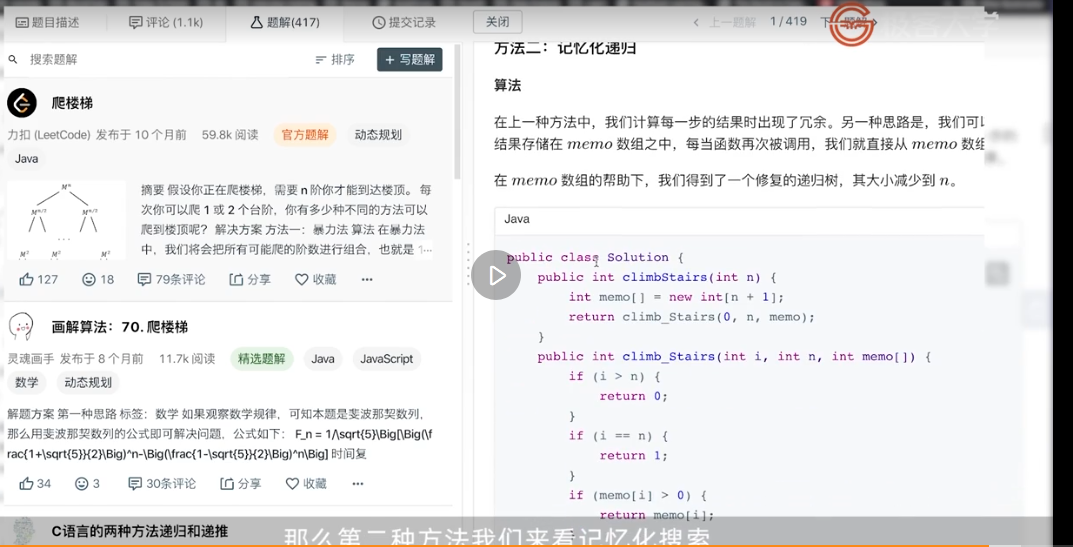 题目描述
评论 (1.1k)
题解(417)
提交记录
关闭
上一题解
1/419
搜索题解
排序
+ 写题解
爬楼梯
力扣 (LeetCode) 发布于 10 个月前
59.8k 阅读
官方题解
动态规划
Java
摘要 假设你正在爬楼梯，需要 n 阶你才能到达楼顶。 每
次你可以爬 1 或 2 个台阶，你有多少种不同的方法可以
爬到楼顶呢？ 解决方案 方法一：暴力法 算法 在暴力法
中，我们将会把所有可能爬的阶数进行组合，也就是 1···
127
18
79条评论
分享
收藏
画解算法：70. 爬楼梯
灵魂画手 发布于 8 个月前
11.7k 阅读
精选题解
Java
JavaScript
数学
动态规划
解题方案 第一种思路 标签：数学 如果观察数学规律，可知本题是斐波那契数列，
那么用斐波那契数列的公式即可解决问题，公式如下： F_n = 1/\sqrt{5}\Big[\Big(\f
rac{1+\sqrt{5}}{2}\Big)^n-\Big(\frac{1-\sqrt{5}}{2}\Big)^n\Big] 时间复
34
3
30条评论
分享
收藏
C语言的两种方法递归和递推
方法二：记忆化递归
算法
在上一种方法中，我们计算每一步的结果时出现了冗余。另一种思路是，我们可以
结果存储在 memo 数组之中，每当函数再次被调用，我们就直接从 memo 数组
在 memo 数组的帮助下，我们得到了一个修复的递归树，其大小减少到 n。
Java
public class Solution {
public int climbStairs(int n) {
int memo[] = new int[n + 1];
return climb_Stairs(0, n, memo);
}
public int climb_Stairs(int i, int n, int memo[]) {
if (i > n) {
return 0;
}
if (i == n) {
return 1;
}
if (memo[i] > 0) {
return memo[i];
那么第二种方法我们来看记忆化搜索